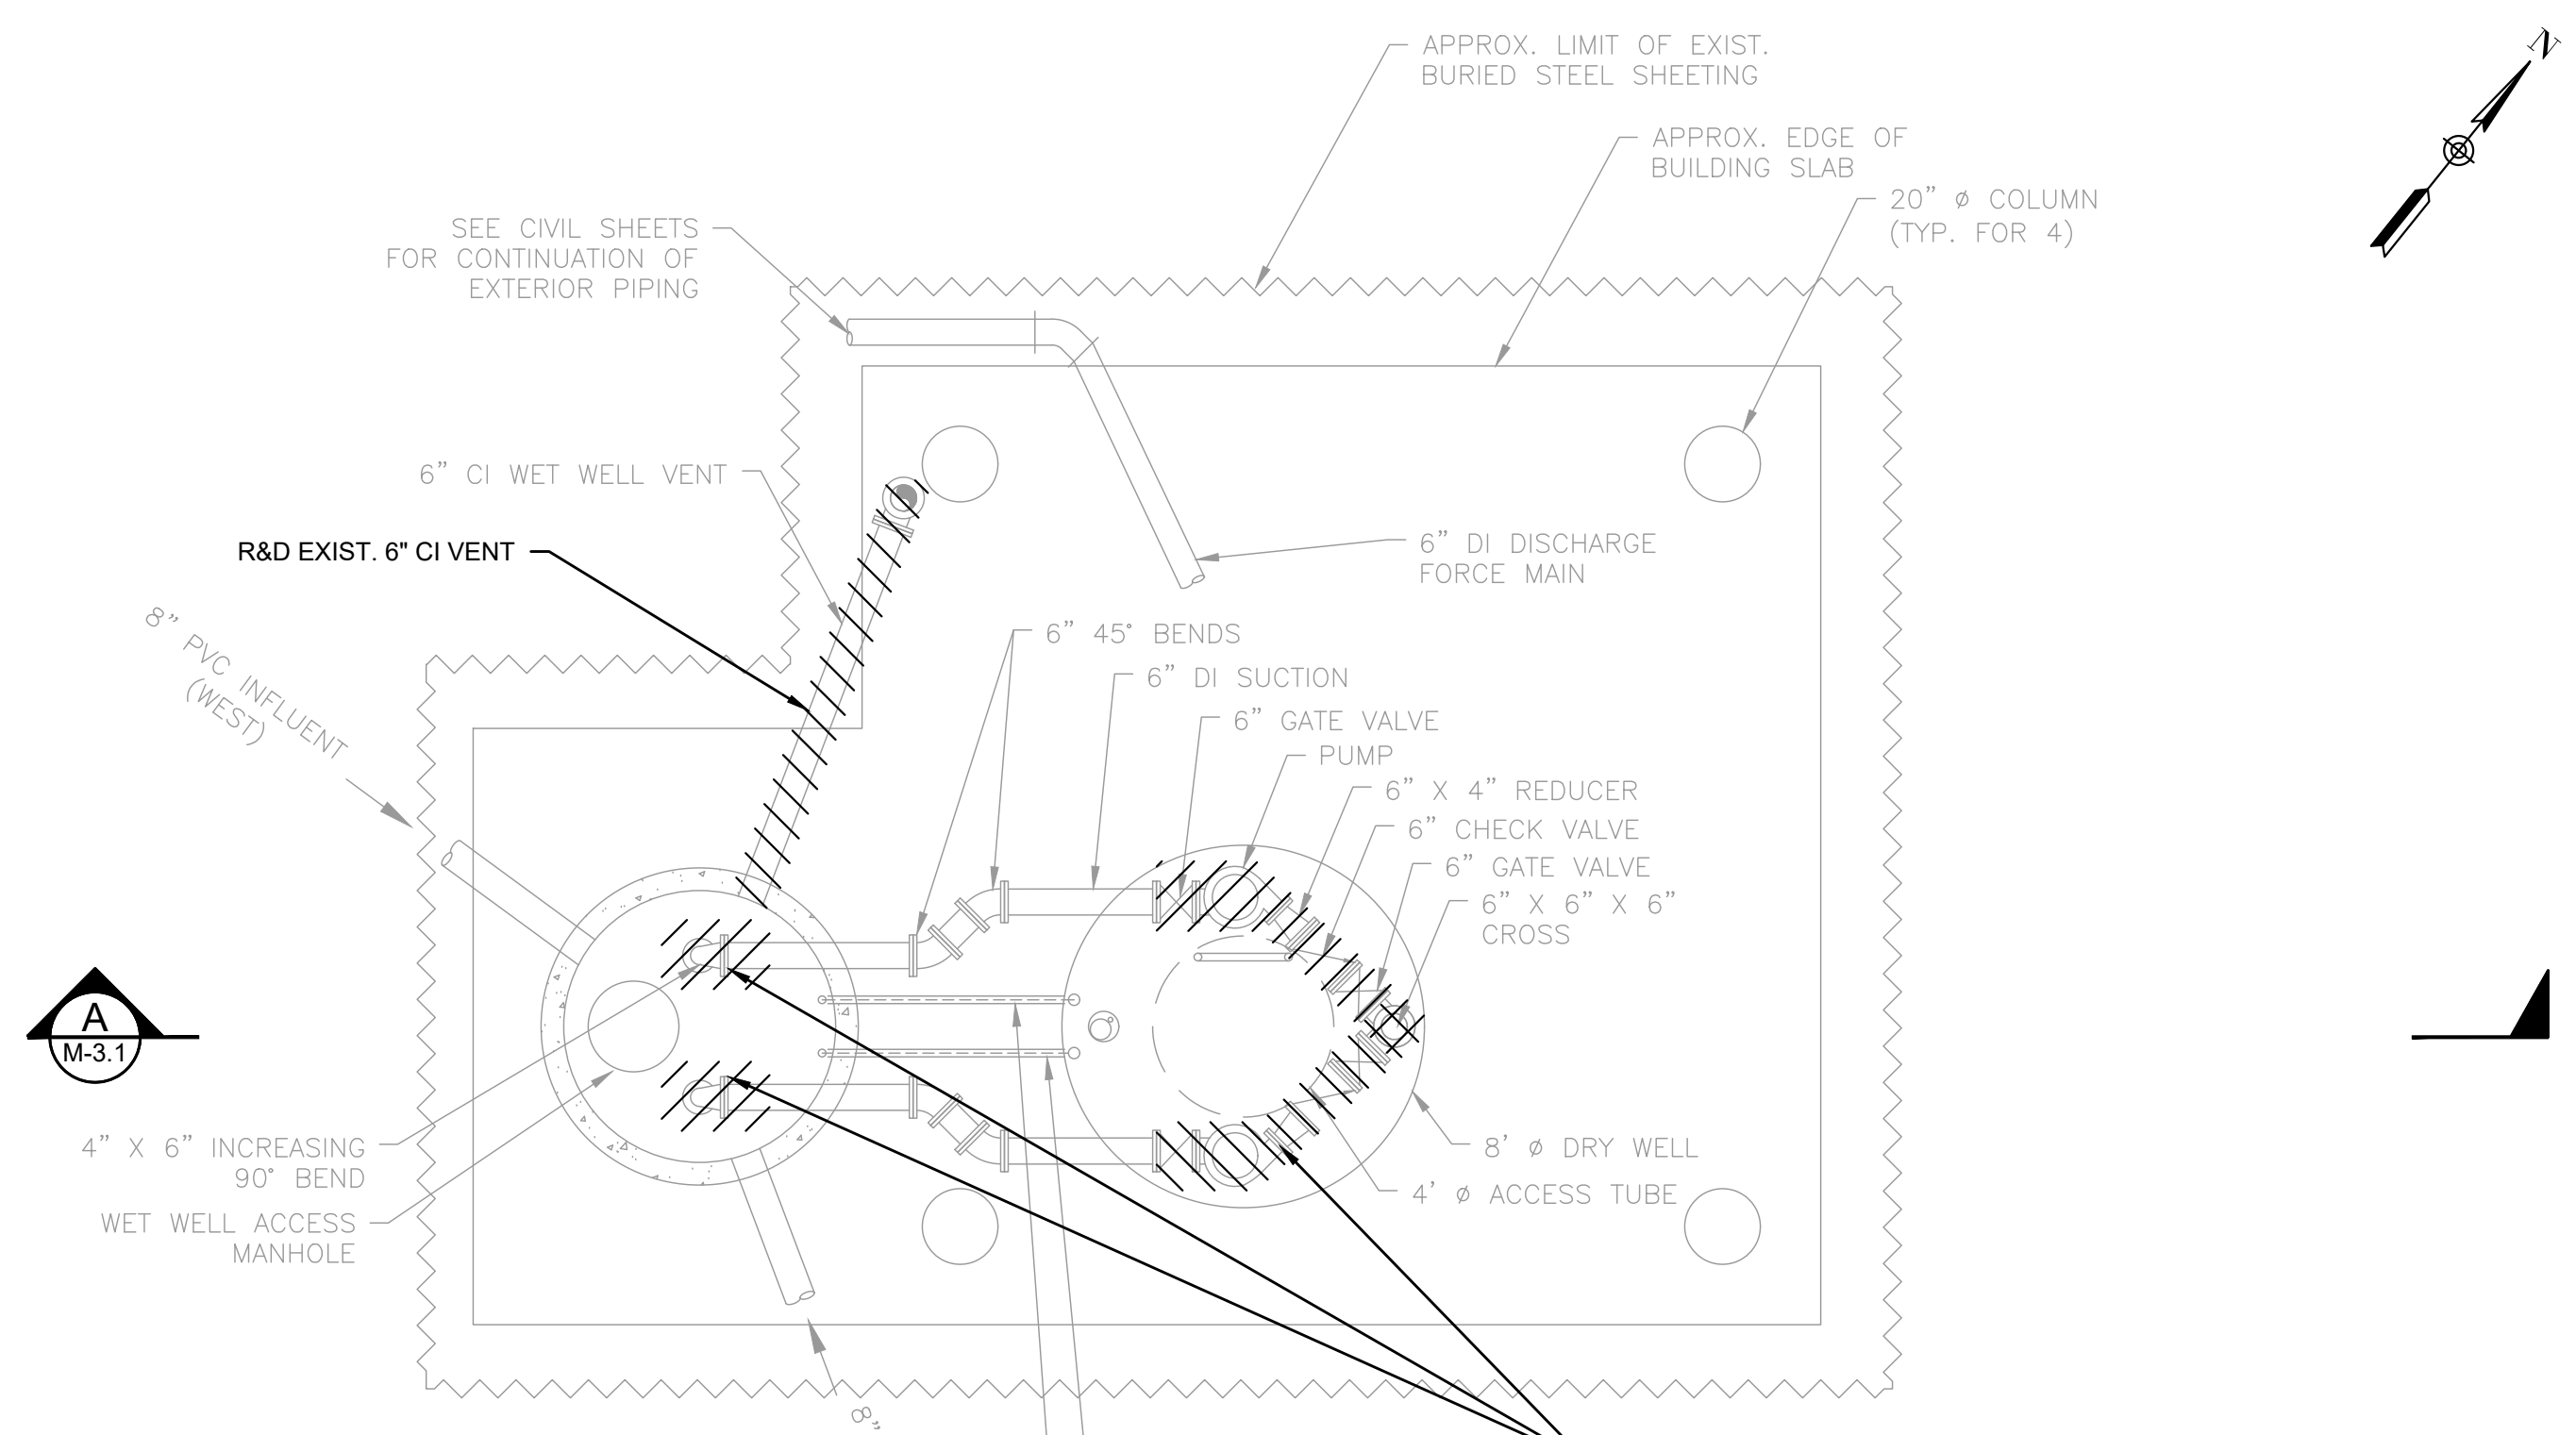 N
APPROX. LIMIT OF EXIST.
BURIED STEEL SHEETING
APPROX. EDGE OF
BUILDING SLAB
20” ø COLUMN
(TYP. FOR 4)
SEE CIVIL SHEETS
FOR CONTINUATION OF
EXTERIOR PIPING
6” CI WET WELL VENT
R&D EXIST. 6" CI VENT
6” DI DISCHARGE
FORCE MAIN
8” PVC INFLUENT
(WEST)
6” 45° BENDS
6” DI SUCTION
6” GATE VALVE
PUMP
6” X 4” REDUCER
6” CHECK VALVE
6” GATE VALVE
6” X 6” X 6”
CROSS
A
M-3.1
4” X 6” INCREASING
90° BEND
WET WELL ACCESS
MANHOLE
8’ ø DRY WELL
4’ ø ACCESS TUBE
8”